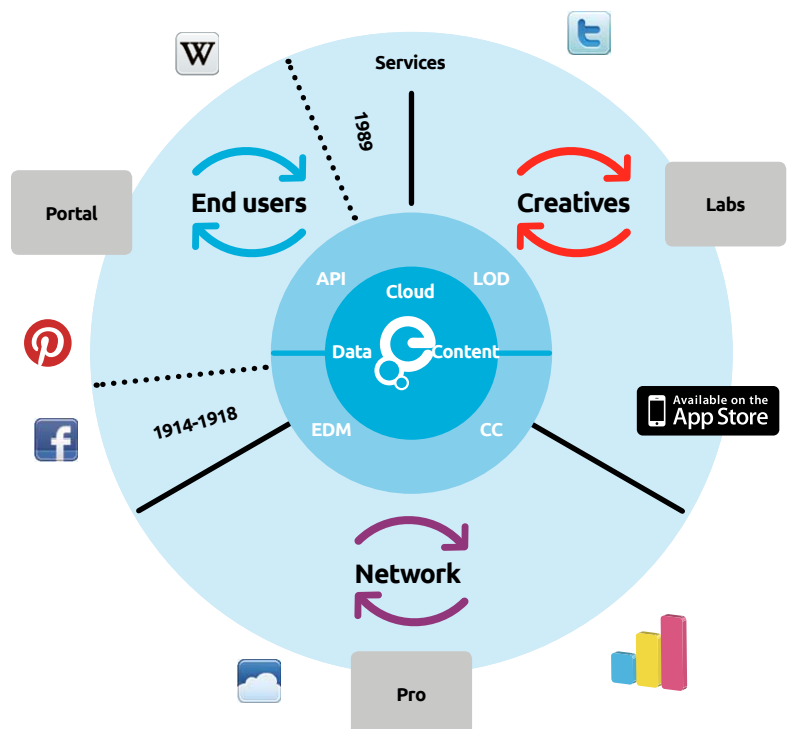 W
t
Services
1989
End users
Creatives
Portal
Labs
API
LOD
Cloud
Data
Content
1914-1918
EDM
CC
f
Available on the
App Store
Network
Pro